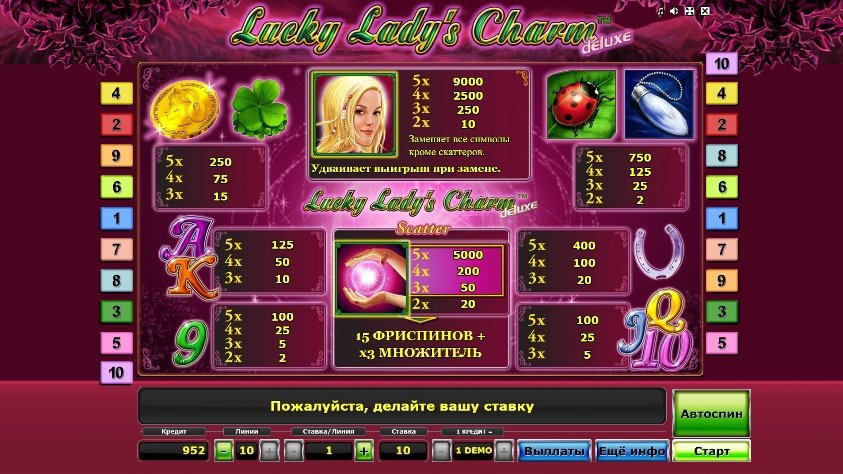 Lucky Lady's Charm™
deluxe
10
4
2
9
6
1
7
8
3
5
10
4
2
8
6
1
7
9
3
5
5x 250
4x 75
3x 15
5x 9000
4x 2500
3x 250
2x 10
Заменяет все символы
кроме скаттеров.
Удваивает выигрыш при замене.
5x 750
4x 125
3x 25
2x 2
Lucky Lady's Charm™
deluxe
A
K
5x 125
4x 50
3x 10
Scatter
5x 5000
4x 200
3x 50
2x 20
15 ФРИСПИНОВ +
x3 МНОЖИТЕЛЬ
5x 400
4x 100
3x 20
9
5x 100
4x 25
3x 5
2x 2
5x 100
4x 25
3x 5
J Q 10
Пожалуйста, делайте вашу ставку
Автоспин
Кредит Линии Ставка/Линия Ставка 1 КРЕДИТ =
952 - 10 + - 1 + 10 - 1 DEMO + Выплаты Ещё инфо Старт